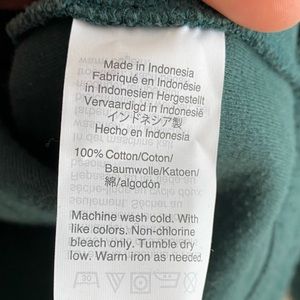 Made in Indonesia
Fabriqué en Indonésie
In Indonesien Hergestellt
Vervaardigd in Indonesië
インドネシア製
Hecho en Indonesia
100% Cotton/Coton/
Baumwolle/Katoen/
綿/algodón
Machine wash cold. With
like colors. Non-chlorine
bleach only. Tumble dry
low. Warm iron as needed.
30